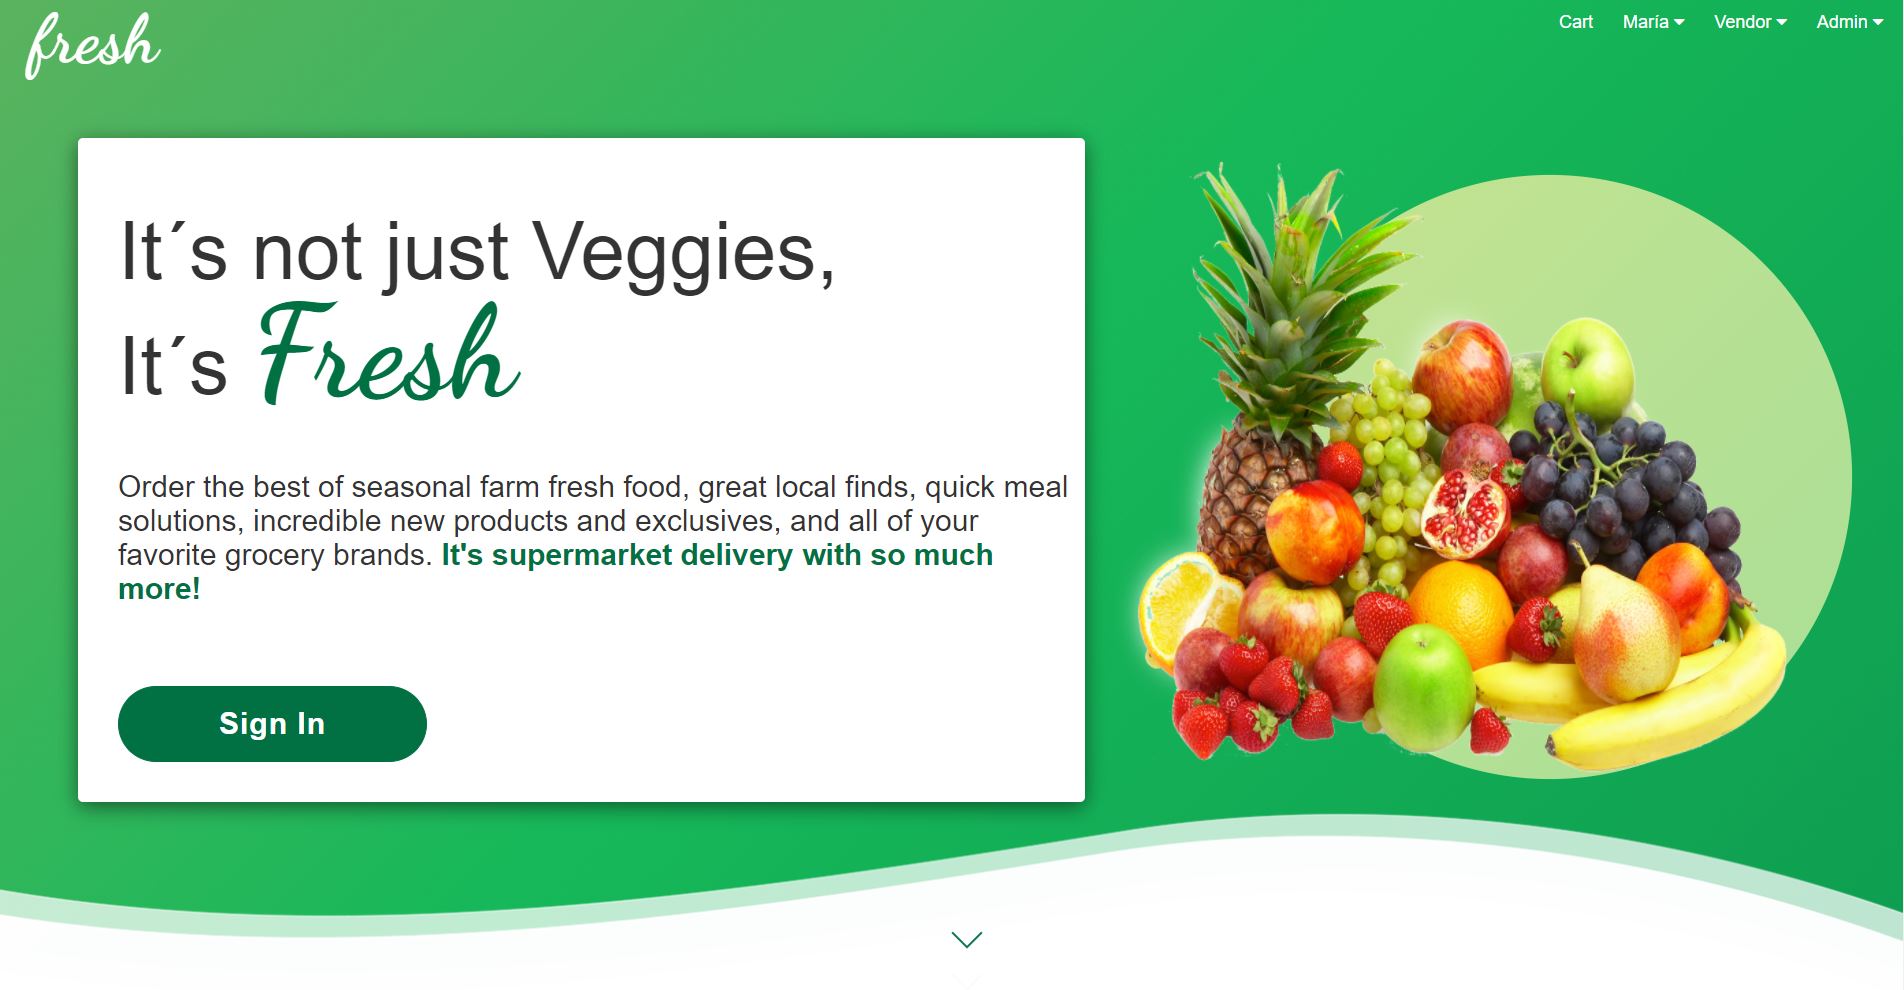 fresh
Cart María Vendor Admin
It´s not just Veggies,
It´s Fresh
Order the best of seasonal farm fresh food, great local finds, quick meal
solutions, incredible new products and exclusives, and all of your
favorite grocery brands. It's supermarket delivery with so much
more!
Sign In